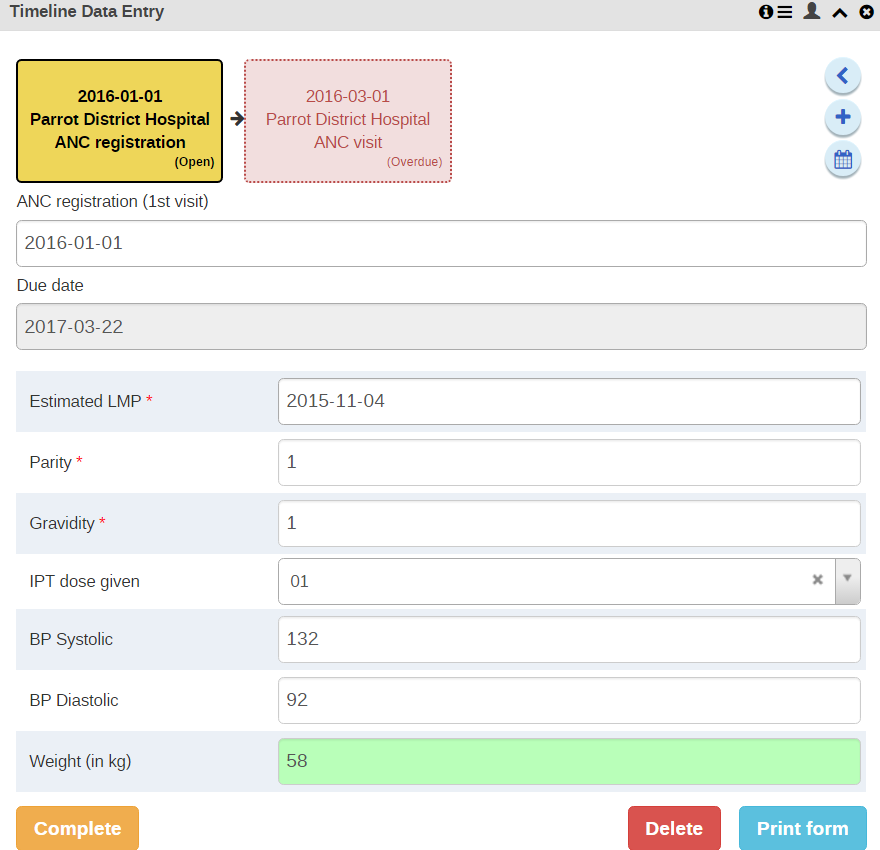 Timeline Data Entry
2016-01-01
Parrot District Hospital
ANC registration
(Open)
2016-03-01
Parrot District Hospital
ANC visit
(Overdue)
ANC registration (1st visit)
2016-01-01
Due date
2017-03-22
Estimated LMP *
2015-11-04
Parity *
1
Gravidity *
1
IPT dose given
01
BP Systolic
132
BP Diastolic
92
Weight (in kg)
58
Complete
Delete
Print form